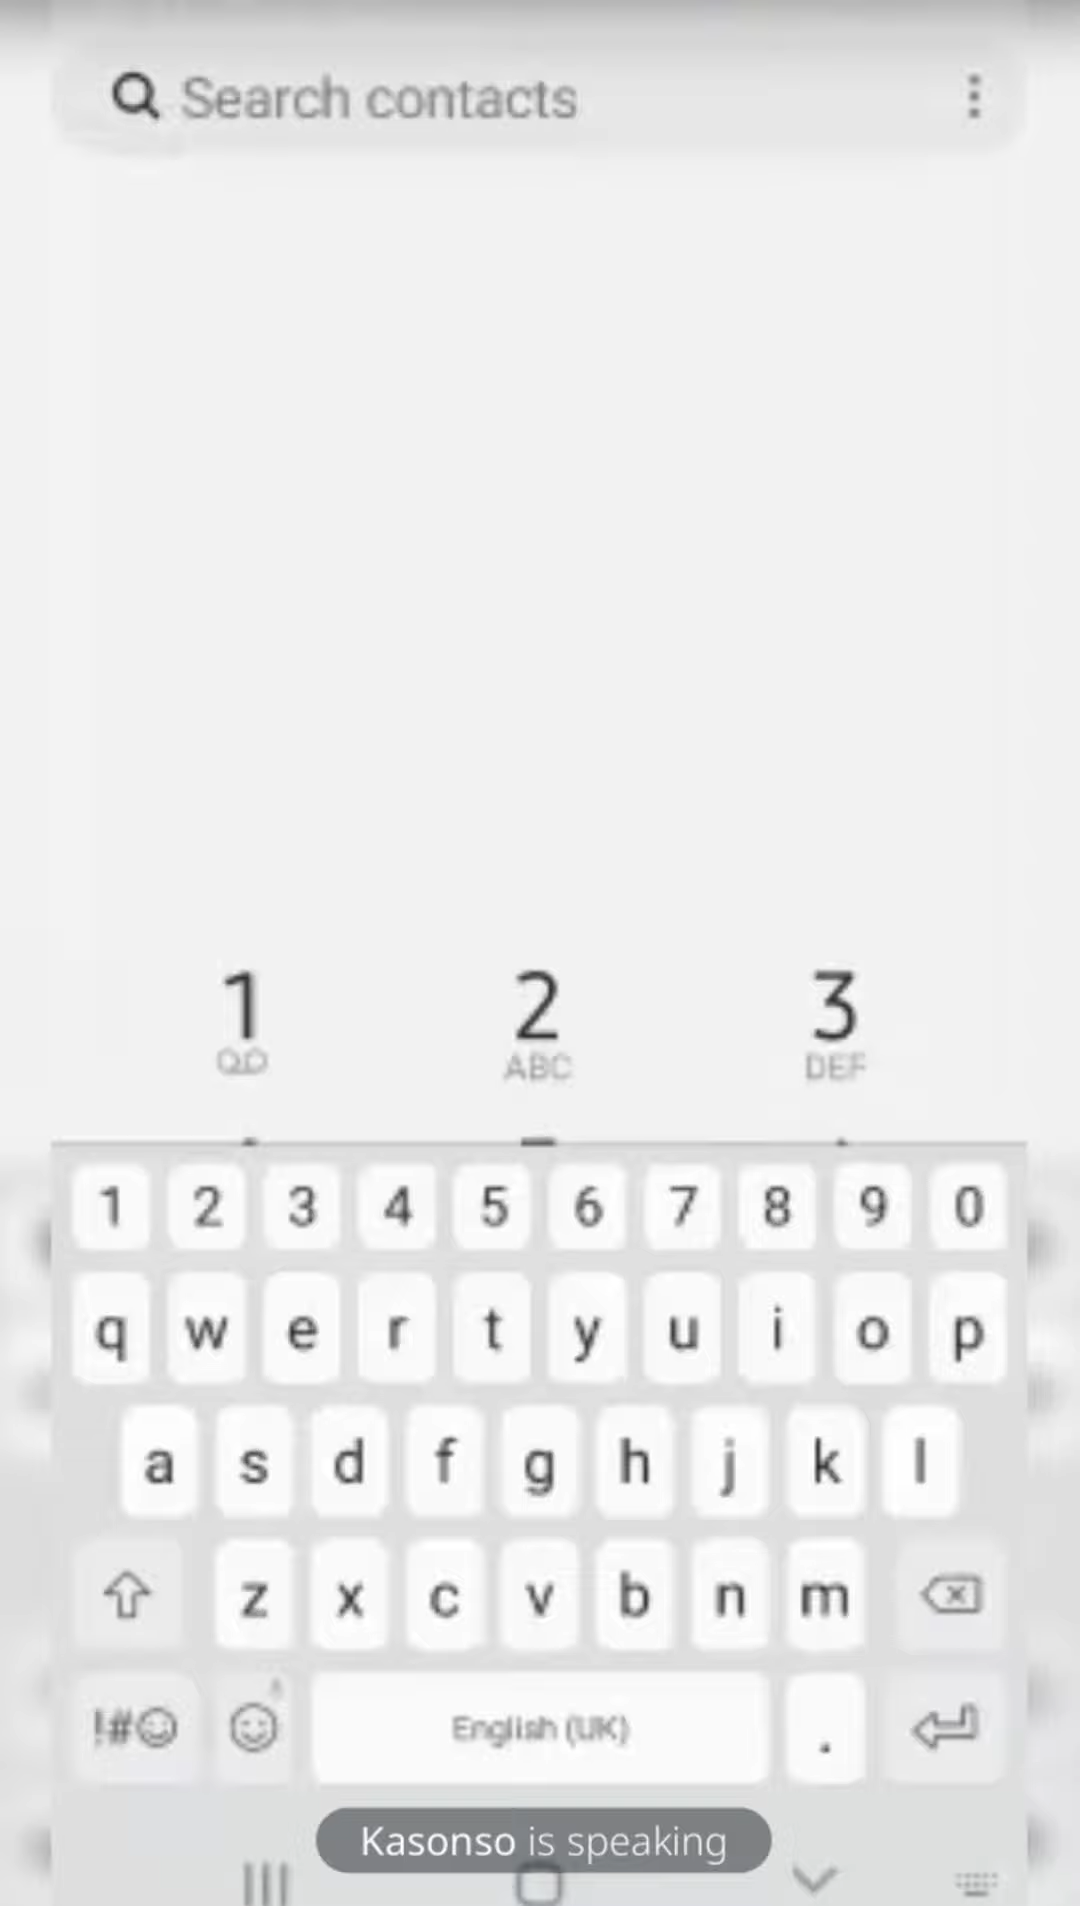 Search contacts
1 2 3
ABC DEF
1 2 3 4 5 6 7 8 9 0
q w e r t y u i o p
a s d f g h j k l
z x c v b n m
!#☺ English (UK) .
Kasonso is speaking